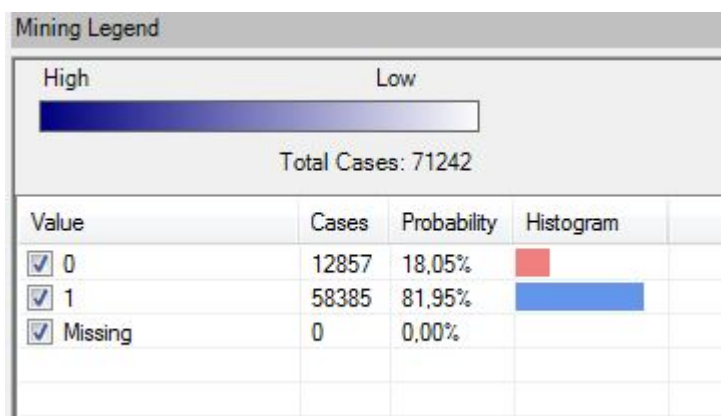 Mining Legend
High Low
Total Cases: 71242
Value Cases Probability Histogram
0 12857 18,05%
1 58385 81,95%
Missing 0 0,00%